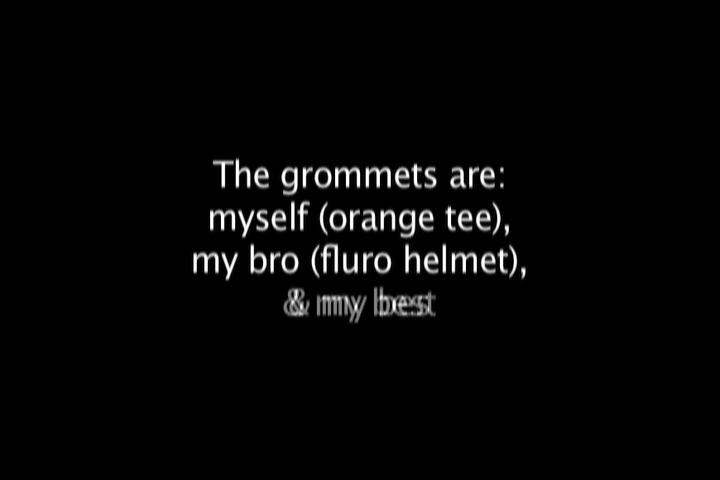 The grommets are:
myself (orange tee),
my bro (fluro helmet),
& my best